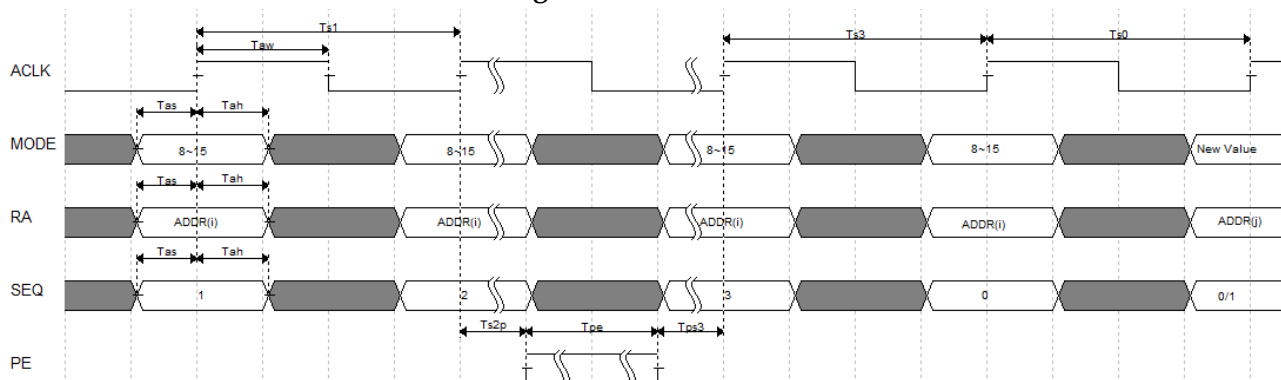 Ts1 Ts3 Ts0
Taw
ACLK
Tas Tah
MODE 8~15 8~15 8~15 8~15 New Value
Tas Tah
RA ADDR(i) ADDR(i) ADDR(i) ADDR(i) ADDR(j)
Tas Tah
SEQ 1 2 3 0 0/1
Ts2p Tpe Tps3
PE